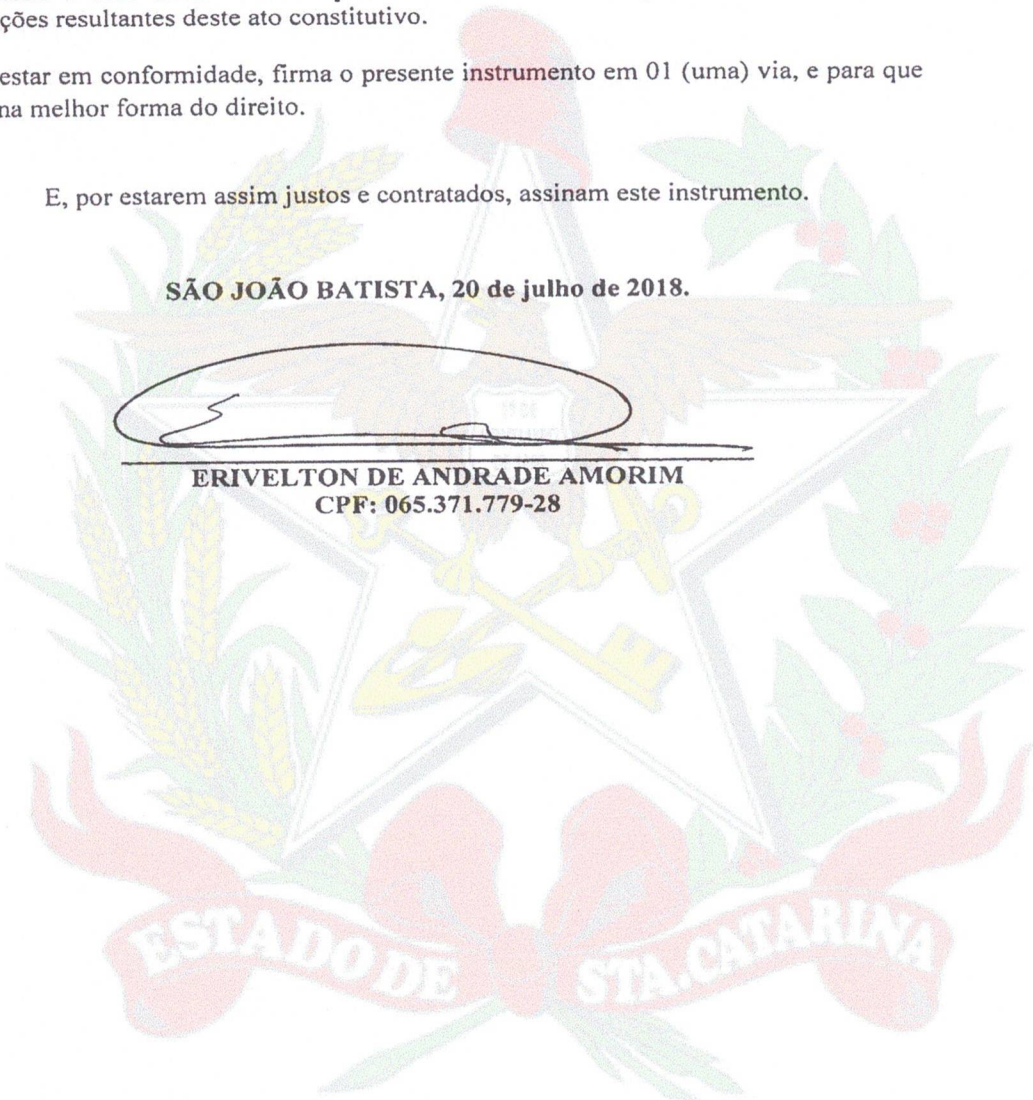 ções resultantes deste ato constitutivo.
estar em conformidade, firma o presente instrumento em 01 (uma) via, e para que
na melhor forma do direito.
E, por estarem assim justos e contratados, assinam este instrumento.
SÃO JOÃO BATISTA, 20 de julho de 2018.
ERIVELTON DE ANDRADE AMORIM
CPF: 065.371.779-28
ESTADO DE STA.CATARINA